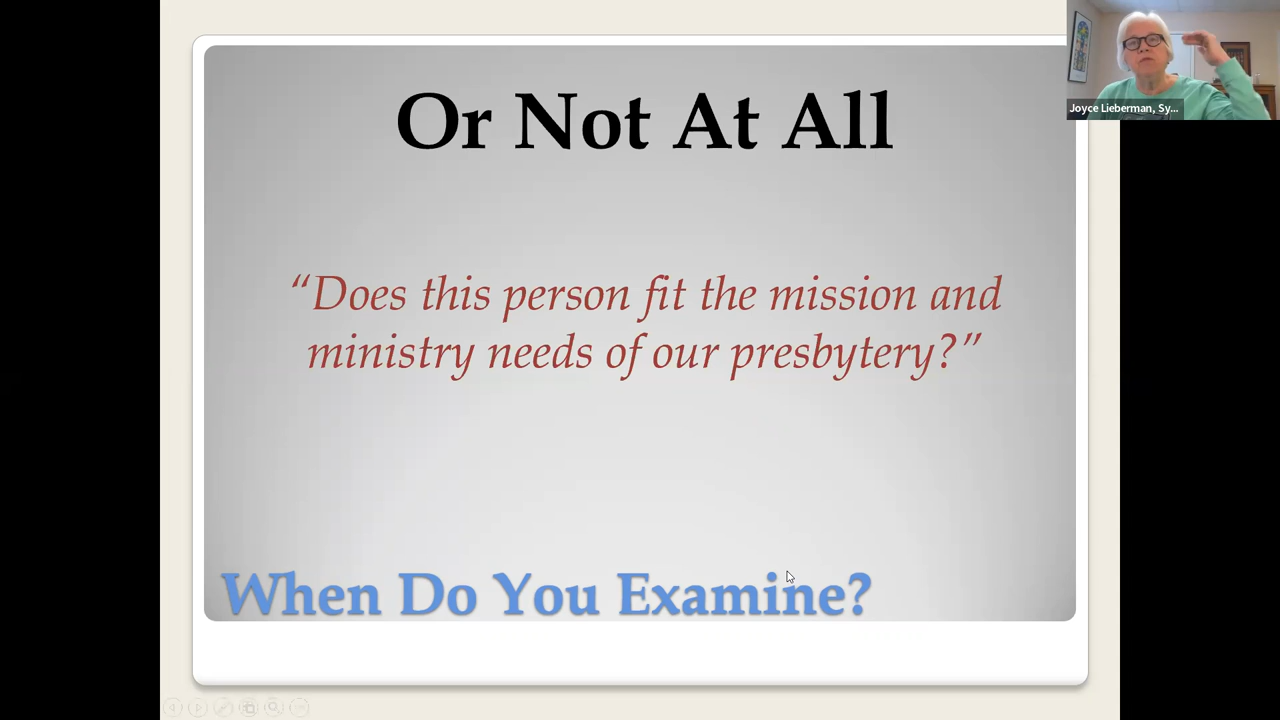 Or Not At All
Joyce Lieberman, Sy...
“Does this person fit the mission and
ministry needs of our presbytery?”
When Do You Examine?